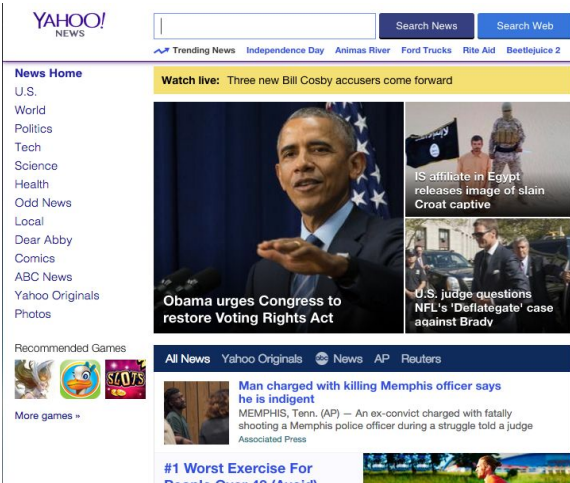 YAHOO!
NEWS
Search News
Search Web
Trending News Independence Day Animas River Ford Trucks Rite Aid Beetlejuice 2
News Home
U.S.
World
Politics
Tech
Science
Health
Odd News
Local
Dear Abby
Comics
ABC News
Yahoo Originals
Photos
Recommended Games
SLOTS
More games »
Watch live: Three new Bill Cosby accusers come forward
Obama urges Congress to
restore Voting Rights Act
IS affiliate in Egypt
releases image of slain
Croat captive
U.S. judge questions
NFL's 'Deflategate' case
against Brady
All News Yahoo Originals abc News AP Reuters
Man charged with killing Memphis officer says
he is indigent
MEMPHIS, Tenn. (AP) — An ex-convict charged with fatally
shooting a Memphis police officer during a struggle told a judge
Associated Press
#1 Worst Exercise For
People Over 40 (Avoid)